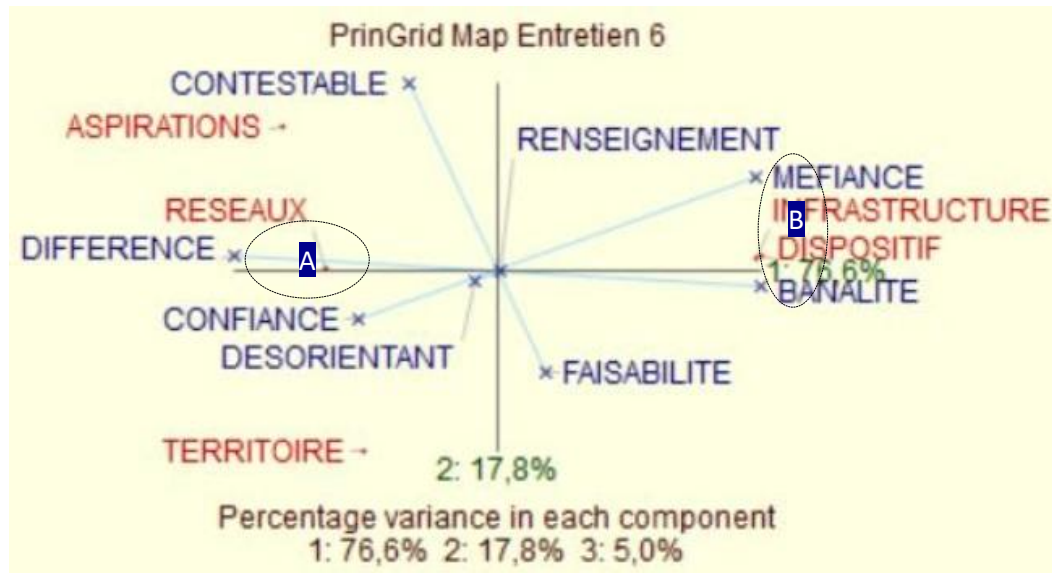 PrinGrid Map Entretien 6
CONTESTABLE
ASPIRATIONS
RENSEIGNEMENT
MEFIANCE
RESEAUX
INFRASTRUCTURE
B
DIFFERENCE
A
DISPOSITIF
1: 76,6%
BANALITE
CONFIANCE
DESORIENTANT
FAISABILITE
TERRITOIRE
2: 17,8%
Percentage variance in each component
1: 76,6% 2: 17,8% 3: 5,0%